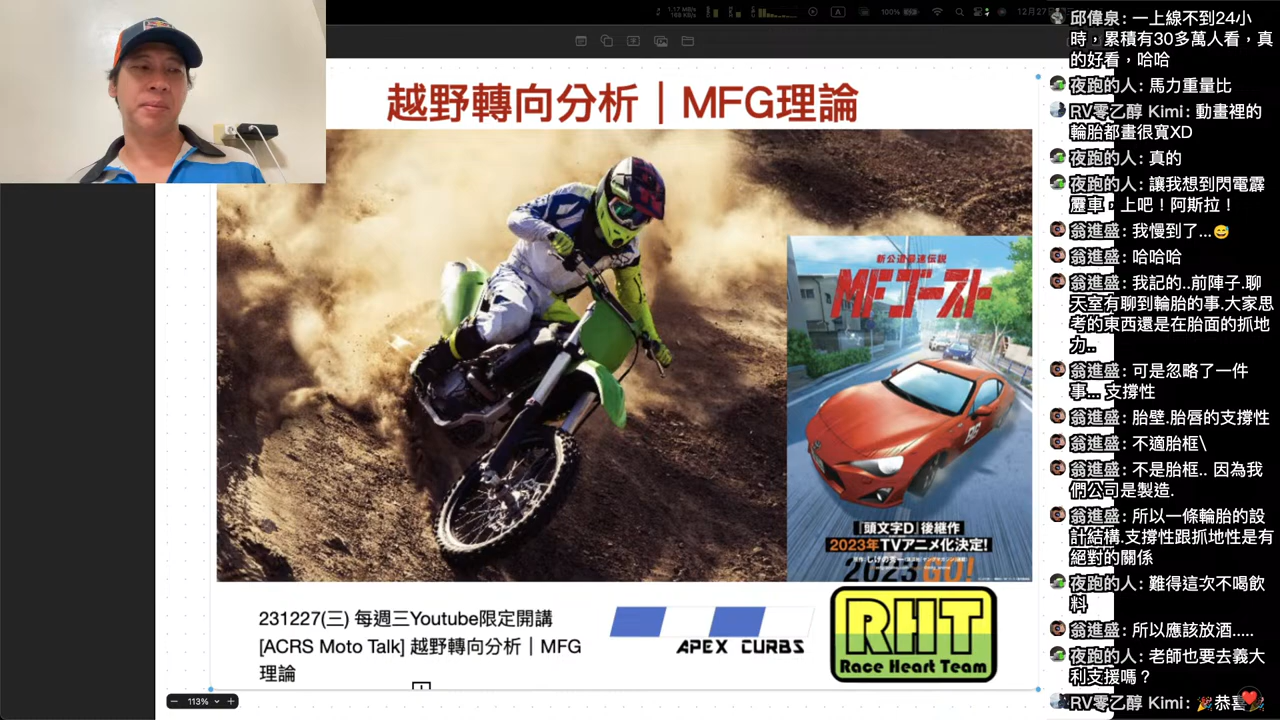 1.17 MB/s
169 KB/s
A
100%
12月27日
越野轉向分析｜MFG理論
新公道最速伝説
MFゴースト
86
『頭文字D』後継作
2023年TVアニメ化決定!
2023 GO!
231227(三) 每週三Youtube限定開講
[ACRS Moto Talk] 越野轉向分析｜MFG
理論
APEX CURBS
RHT
Race Heart Team
113%
邱偉泉: 一上線不到24小
時，累積有30多萬人看，真
的好看，哈哈
夜跑的人: 馬力重量比
RV零乙醇 Kimi: 動畫裡的
輪胎都畫很寬XD
夜跑的人: 真的
夜跑的人: 讓我想到閃電霹
靂車，上吧！阿斯拉！
翁進盛: 我慢到了...😅
翁進盛: 哈哈哈
翁進盛: 我記的..前陣子.聊
天室有聊到輪胎的事.大家思
考的東西還是在胎面的抓地
力..
翁進盛: 可是忽略了一件
事... 支撐性
翁進盛: 胎壁.胎唇的支撐性
翁進盛: 不適胎框\
翁進盛: 不是胎框.. 因為我
們公司是製造.
翁進盛: 所以一條輪胎的設
計結構.支撐性跟抓地性是有
絕對的關係
夜跑的人: 難得這次不喝飲
料
翁進盛: 所以應該放酒.....
夜跑的人: 老師也要去義大
利支援嗎？
RV零乙醇 Kimi: 🎉恭喜🎉